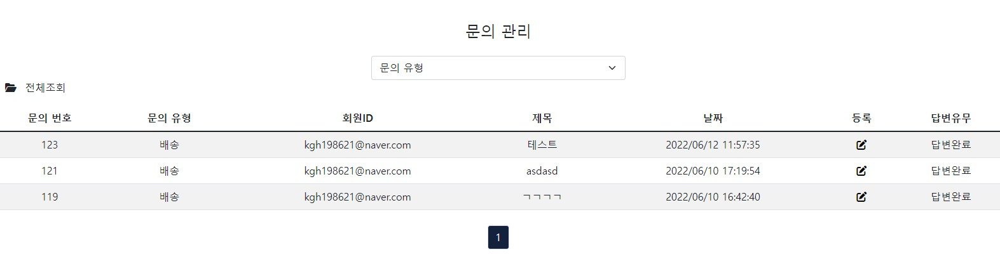 문의 관리
문의 유형
전체조회
문의 번호 문의 유형 회원ID 제목 날짜 등록 답변유무
123 배송 kgh198621@naver.com 테스트 2022/06/12 11:57:35 답변완료
121 배송 kgh198621@naver.com asdasd 2022/06/10 17:19:54 답변완료
119 배송 kgh198621@naver.com ㄱㄱㄱㄱ 2022/06/10 16:42:40 답변완료
1